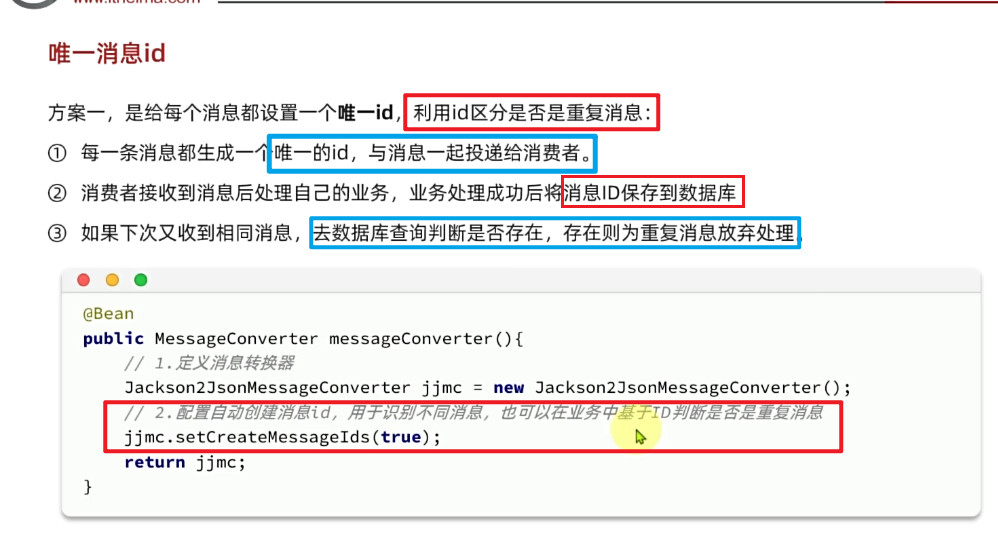 www.itheima.com
唯一消息id
方案一，是给每个消息都设置一个唯一id，利用id区分是否是重复消息：
① 每一条消息都生成一个唯一的id，与消息一起投递给消费者。
② 消费者接收到消息后处理自己的业务，业务处理成功后将消息ID保存到数据库
③ 如果下次又收到相同消息，去数据库查询判断是否存在，存在则为重复消息放弃处理。
@Bean
public MessageConverter messageConverter(){
// 1.定义消息转换器
Jackson2JsonMessageConverter jjmc = new Jackson2JsonMessageConverter();
// 2.配置自动创建消息id，用于识别不同消息，也可以在业务中基于ID判断是否是重复消息
jjmc.setCreateMessageIds(true);
return jjmc;
}